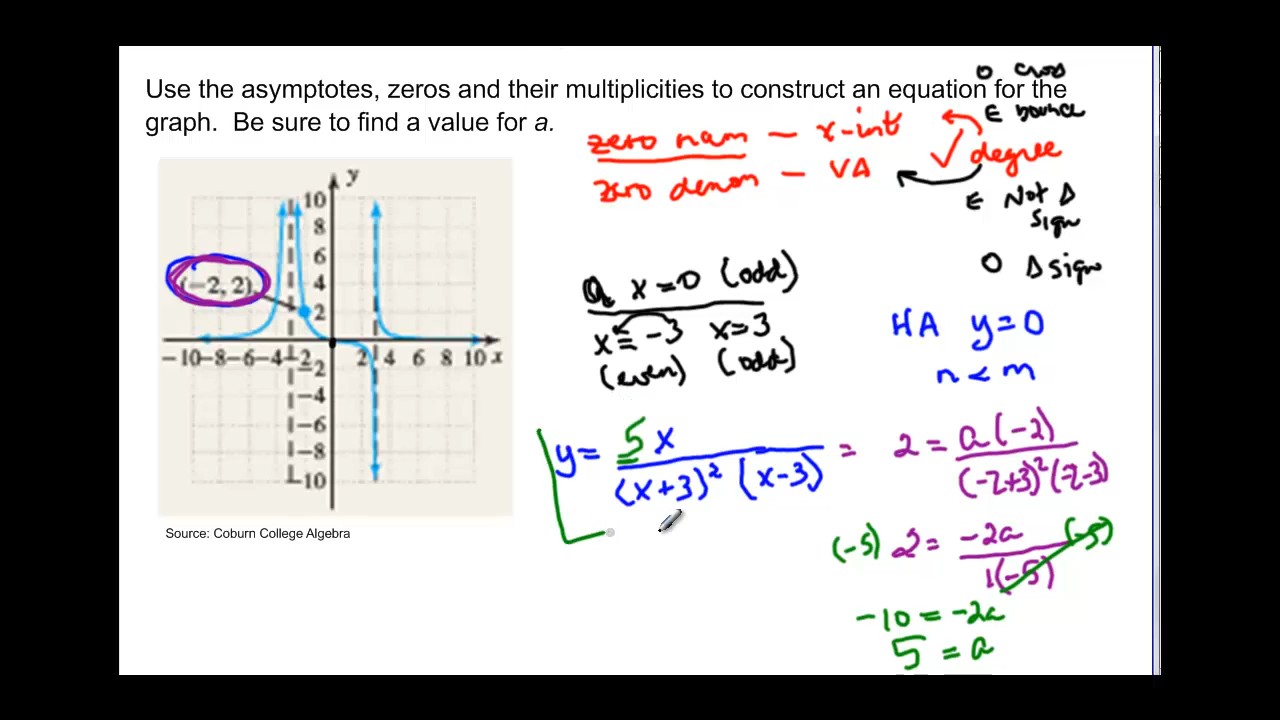 Use the asymptotes, zeros and their multiplicities to construct an equation for the
graph. Be sure to find a value for a.
zero num — x-int
zero denom — VA
✓ degree
O cross
E bounce
E Not Δ
sign
O Δ sign
y
10
8
6
4
2
(−2, 2)
−10 −8 −6 −4 −2 2 4 6 8 10 x
−2
−4
−6
−8
−10
Source: Coburn College Algebra
x=0 (odd)
x=-3 x=3
(even) (odd)
HA y=0
n < m
y = 5x / (x+3)² (x-3) = 2 = a(-2) / (-2+3)²(-2-3)
(-5) 2 = -2a / 1(-5) (-5)
-10 = -2a
5 = a